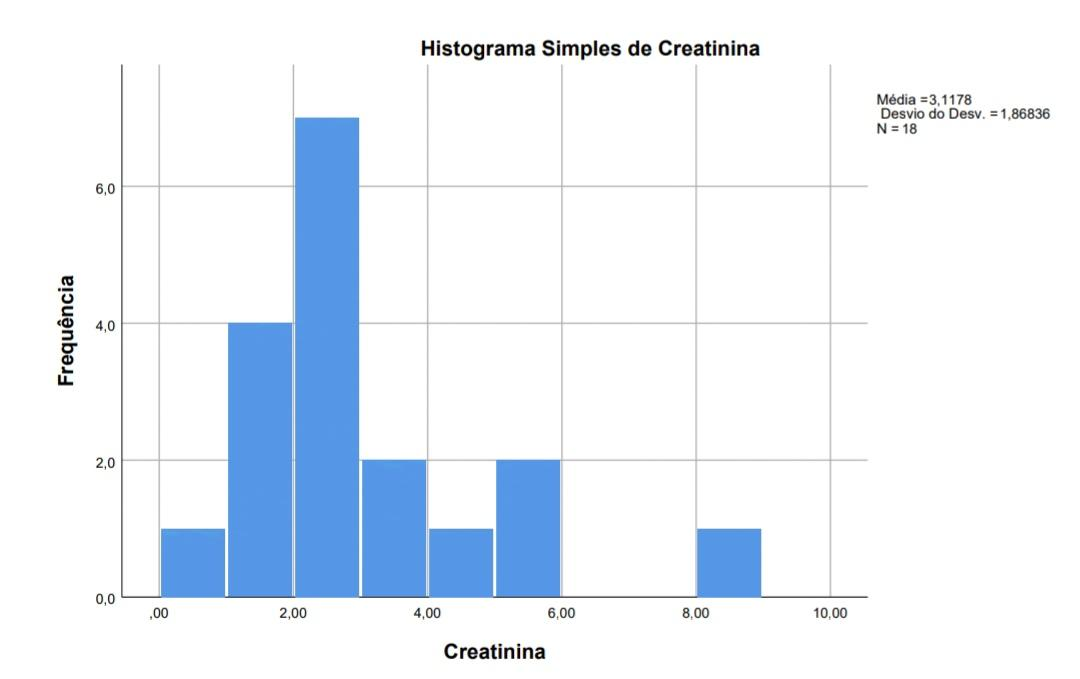 Histograma Simples de Creatinina
Média =3,1178
Desvio do Desv. =1,86836
N = 18
Frequência
6,0
4,0
2,0
0,0
,00
2,00
4,00
6,00
8,00
10,00
Creatinina